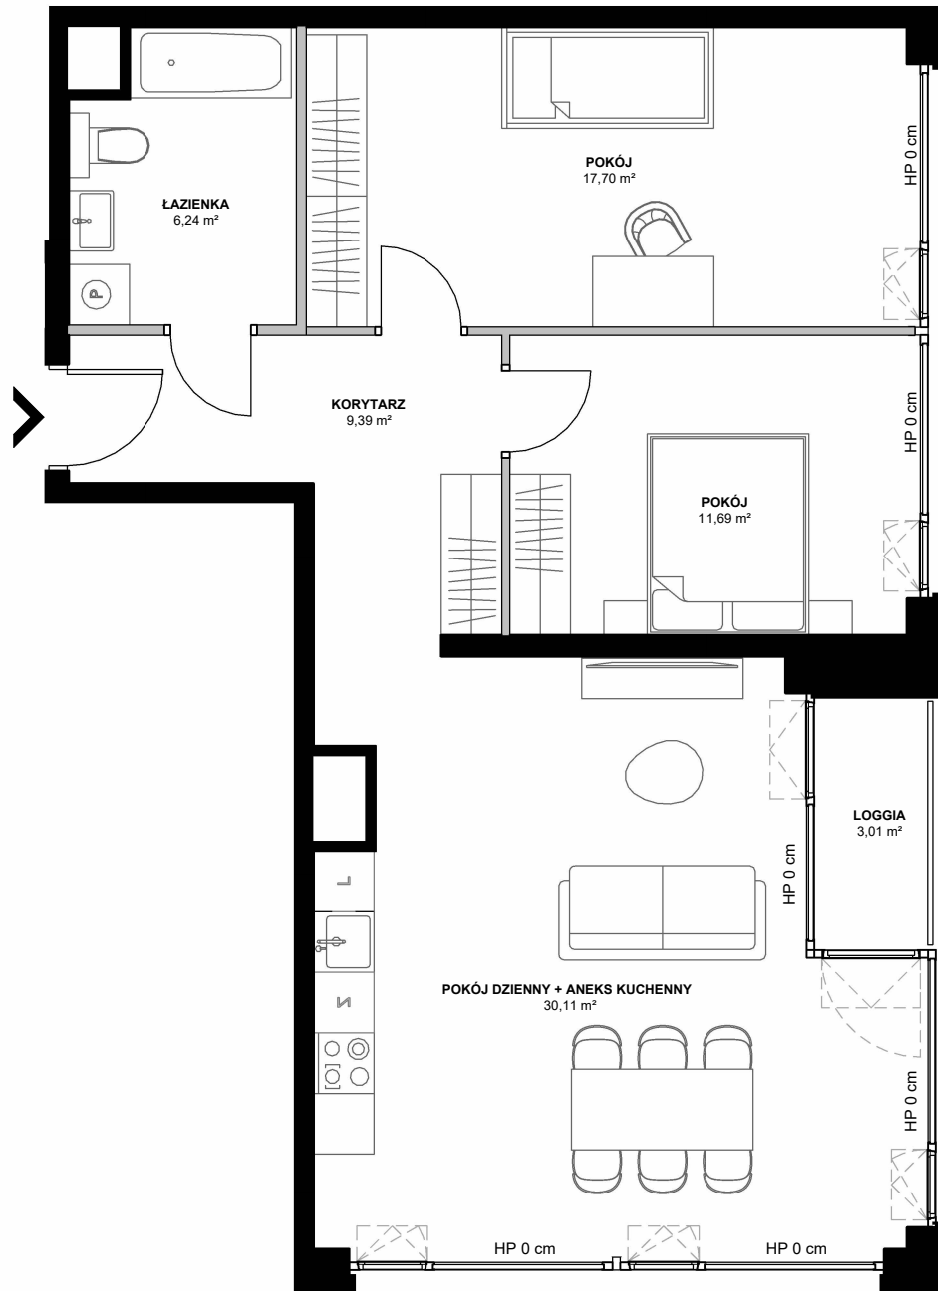 POKÓJ
17,70 m²
HP 0 cm
ŁAZIENKA
6,24 m²
P
KORYTARZ
9,39 m²
HP 0 cm
POKÓJ
11,69 m²
LOGGIA
3,01 m²
HP 0 cm
L
POKÓJ DZIENNY + ANEKS KUCHENNY
30,11 m²
Z
HP 0 cm
HP 0 cm
HP 0 cm